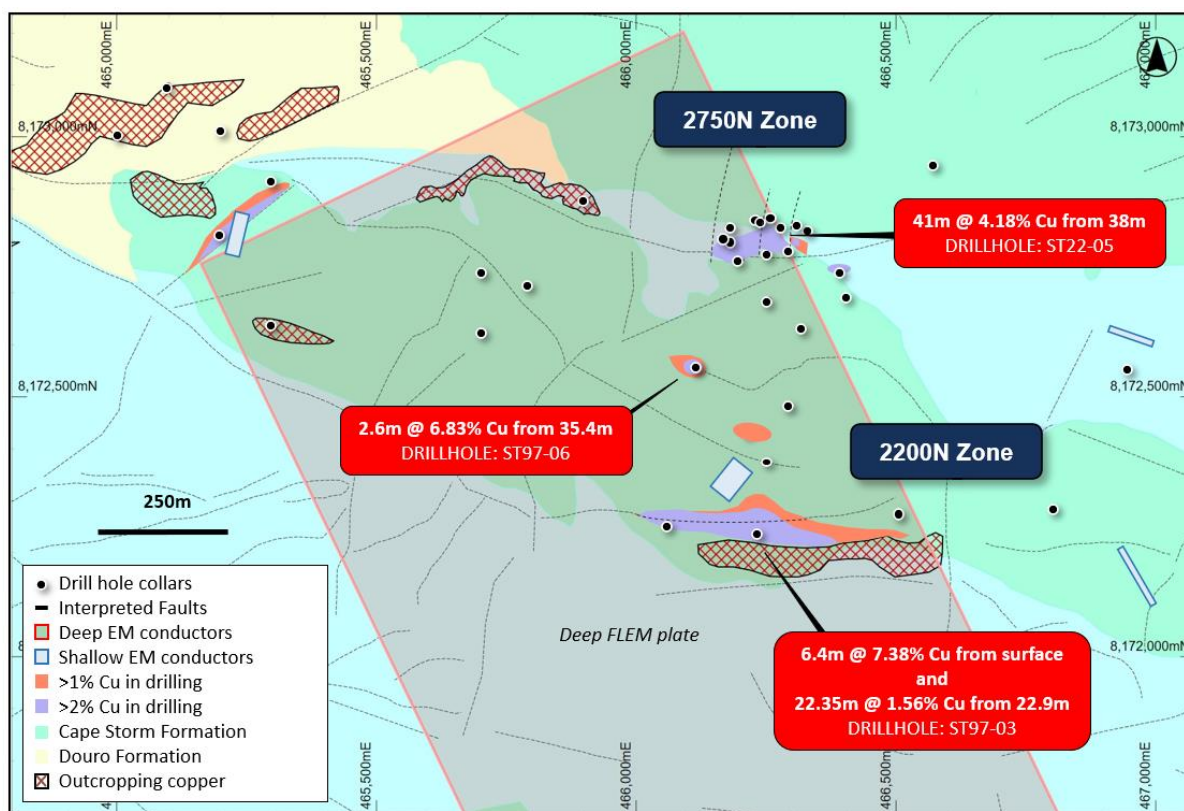 465,000mE
465,500mE
466,000mE
466,500mE
467,000mE
8,173,000mN
8,173,000mN
2750N Zone
41m @ 4.18% Cu from 38m
DRILLHOLE: ST22-05
8,172,500mN
8,172,500mN
2.6m @ 6.83% Cu from 35.4m
DRILLHOLE: ST97-06
2200N Zone
250m
Drill hole collars
Interpreted Faults
Deep EM conductors
Shallow EM conductors
>1% Cu in drilling
>2% Cu in drilling
Cape Storm Formation
Douro Formation
Outcropping copper
Deep FLEM plate
8,172,000mN
6.4m @ 7.38% Cu from surface
and
22.35m @ 1.56% Cu from 22.9m
DRILLHOLE: ST97-03
465,500mE
466,000mE
466,500mE
467,000mE